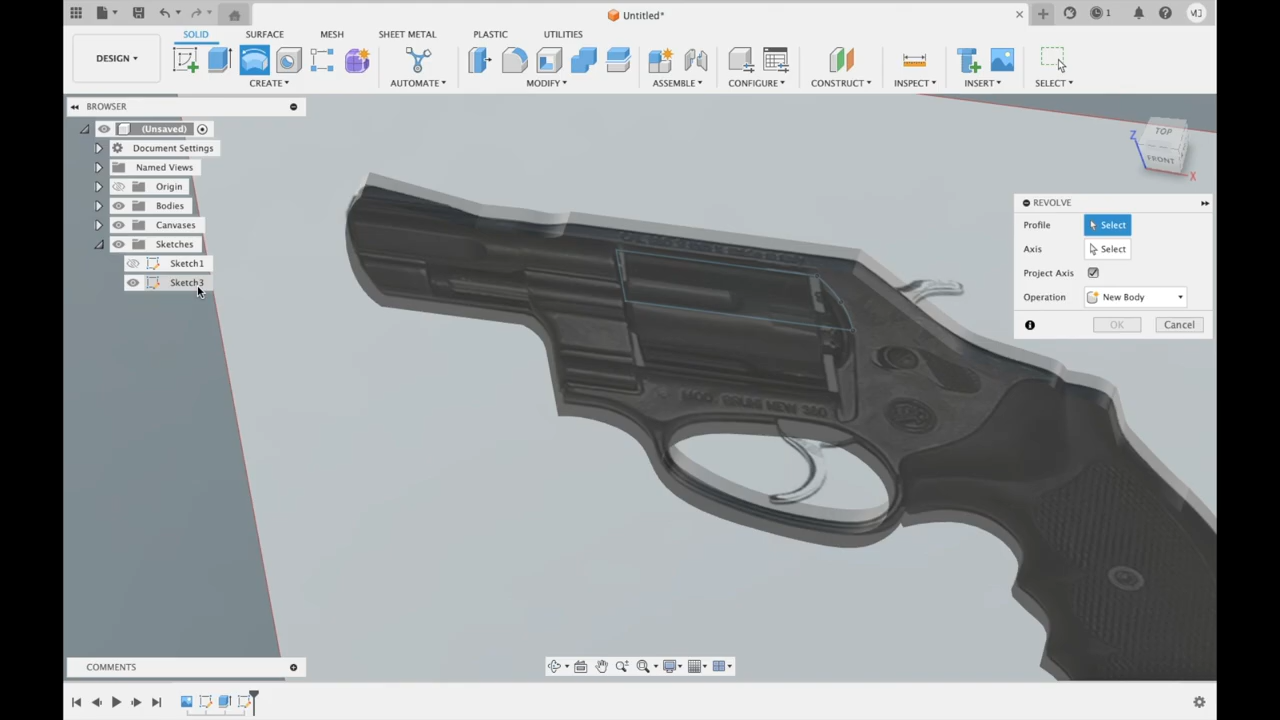 Untitled*
1
MJ
DESIGN
SOLID
SURFACE
MESH
SHEET METAL
PLASTIC
UTILITIES
CREATE
AUTOMATE
MODIFY
ASSEMBLE
CONFIGURE
CONSTRUCT
INSPECT
INSERT
SELECT
BROWSER
(Unsaved)
Document Settings
Named Views
Origin
Bodies
Canvases
Sketches
Sketch1
Sketch3
TOP
FRONT
Z
X
REVOLVE
Profile
Select
Axis
Select
Project Axis
Operation
New Body
OK
Cancel
COMMENTS